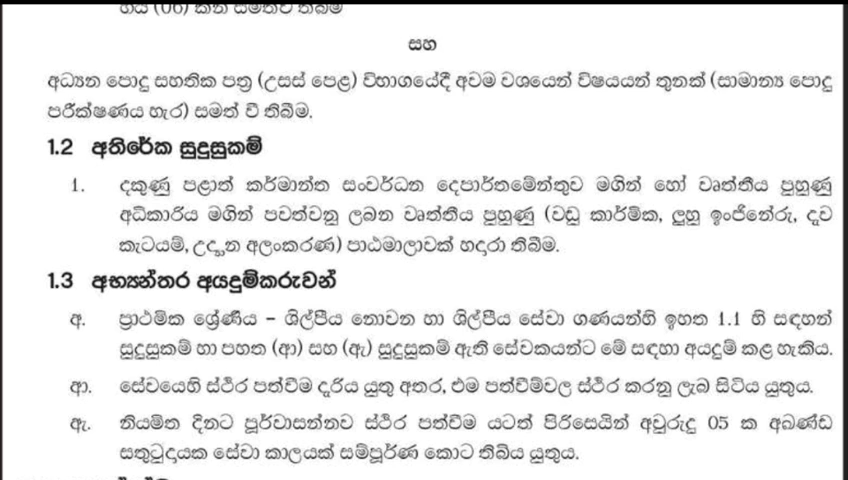 හය (06) කින් සමත්ව තිබීම
සහ
අධ්‍යන පොදු සහතික පත්‍ර (උසස් පෙළ) විභාගයේදී අවම වශයෙන් විෂයයන් තුනක් (සාමාන්‍ය පොදු
පරීක්ෂණය හැර) සමත් වී තිබීම.
1.2 අතිරේක සුදුසුකම්
1. දකුණු පළාත් කර්මාන්ත සංවර්ධන දෙපාර්තමේන්තුව මගින් හෝ වෘත්තීය පුහුණු
අධිකාරිය මගින් පවත්වනු ලබන වෘත්තීය පුහුණු (වඩු කාර්මික, ලුහු ඉංජිනේරු, දැව
කැටයම්, උද්‍යාන අලංකරණ) පාඨමාලාවක් හදාරා තිබීම.
1.3 අභ්‍යන්තර අයදුම්කරුවන්
අ. ප්‍රාථමික ශ්‍රේණිය – ශිල්පීය නොවන හා ශිල්පීය සේවා ගණයන්හි ඉහත 1.1 හි සඳහන්
සුදුසුකම් හා පහත (ආ) සහ (ඇ) සුදුසුකම් ඇති සේවකයන්ට මේ සඳහා අයදුම් කළ හැකිය.
ආ. සේවයෙහි ස්ථිර පත්වීම් දැරිය යුතු අතර, එම පත්වීම්වල ස්ථිර කරනු ලැබ සිටිය යුතුය.
ඇ. නියමිත දිනට පූර්වාසන්නව ස්ථිර පත්වීම යටත් පිරිසෙයින් අවුරුදු 05 ක අඛණ්ඩ
සතුටුදායක සේවා කාලයක් සම්පූර්ණ කොට තිබිය යුතුය.